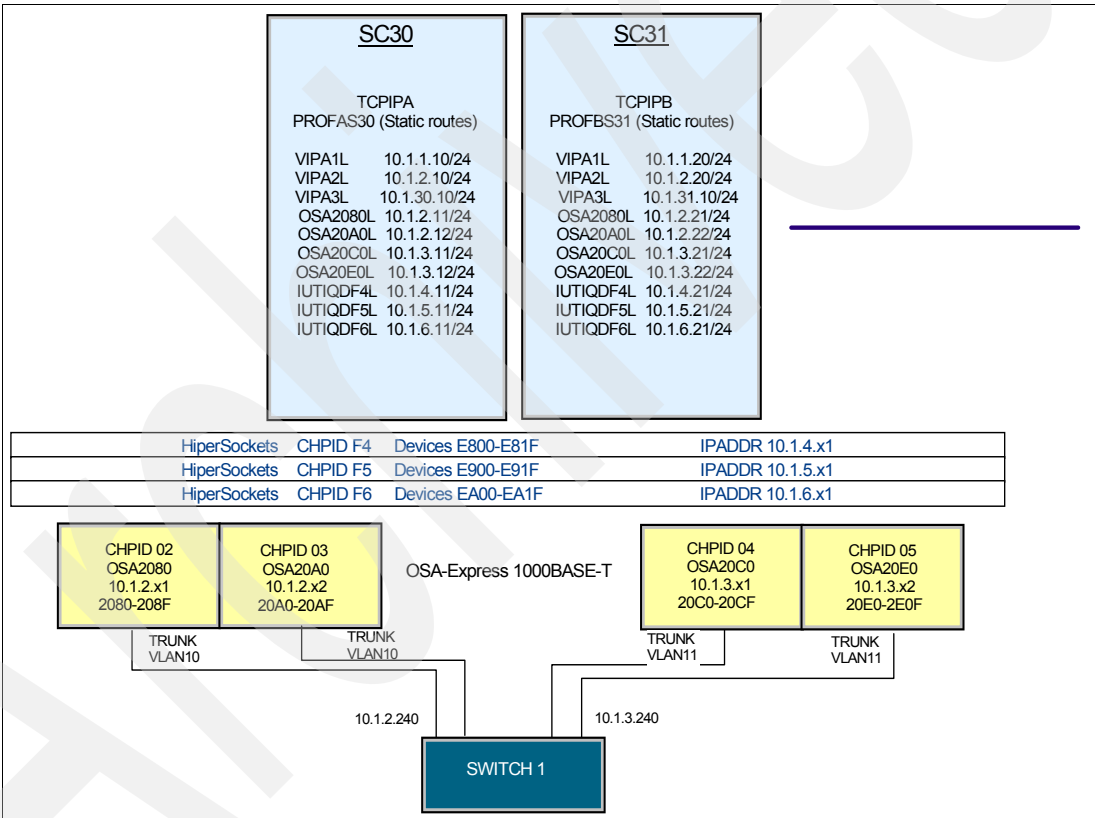 SC30
TCPIPA
PROFAS30 (Static routes)
VIPA1L 10.1.1.10/24
VIPA2L 10.1.2.10/24
VIPA3L 10.1.30.10/24
OSA2080L 10.1.2.11/24
OSA20A0L 10.1.2.12/24
OSA20C0L 10.1.3.11/24
OSA20E0L 10.1.3.12/24
IUTIQDF4L 10.1.4.11/24
IUTIQDF5L 10.1.5.11/24
IUTIQDF6L 10.1.6.11/24
SC31
TCPIPB
PROFBS31 (Static routes)
VIPA1L 10.1.1.20/24
VIPA2L 10.1.2.20/24
VIPA3L 10.1.31.10/24
OSA2080L 10.1.2.21/24
OSA20A0L 10.1.2.22/24
OSA20C0L 10.1.3.21/24
OSA20E0L 10.1.3.22/24
IUTIQDF4L 10.1.4.21/24
IUTIQDF5L 10.1.5.21/24
IUTIQDF6L 10.1.6.21/24
HiperSockets CHPID F4 Devices E800-E81F IPADDR 10.1.4.x1
HiperSockets CHPID F5 Devices E900-E91F IPADDR 10.1.5.x1
HiperSockets CHPID F6 Devices EA00-EA1F IPADDR 10.1.6.x1
CHPID 02
OSA2080
10.1.2.x1
2080-208F
CHPID 03
OSA20A0
10.1.2.x2
20A0-20AF
OSA-Express 1000BASE-T
CHPID 04
OSA20C0
10.1.3.x1
20C0-20CF
CHPID 05
OSA20E0
10.1.3.x2
20E0-2E0F
TRUNK
VLAN10
TRUNK
VLAN10
TRUNK
VLAN11
TRUNK
VLAN11
10.1.2.240
10.1.3.240
SWITCH 1